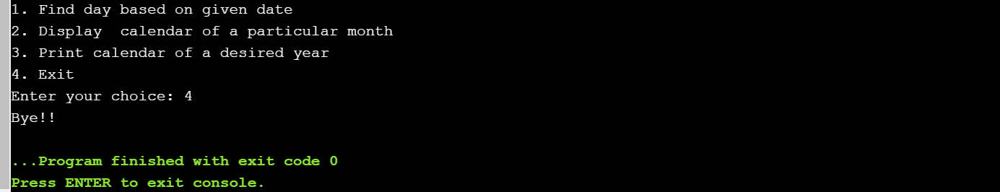 1. Find day based on given date
2. Display  calendar of a particular month
3. Print calendar of a desired year
4. Exit
Enter your choice: 4
Bye!!
...Program finished with exit code 0
Press ENTER to exit console.